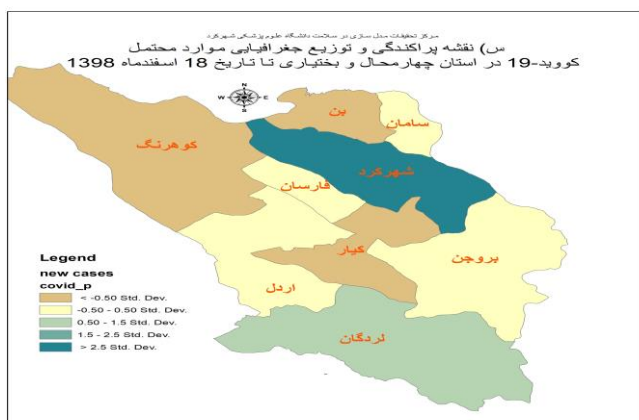 مرکز تحقیقات مدل سازی در سلامت دانشگاه علوم پزشکی شهرکرد
س) نقشه پراکندگی و توزیع جغرافیایی موارد محتمل
کووید-19 در استان چهارمحال و بختیاری تا تاریخ 18 اسفندماه 1398
N
W E
S
بن
سامان
کوهرنگ
شهرکرد
فارسان
کیار
بروجن
اردل
لردگان
Legend
new cases
covid_p
< -0.50 Std. Dev.
-0.50 - 0.50 Std. Dev.
0.50 - 1.5 Std. Dev.
1.5 - 2.5 Std. Dev.
> 2.5 Std. Dev.